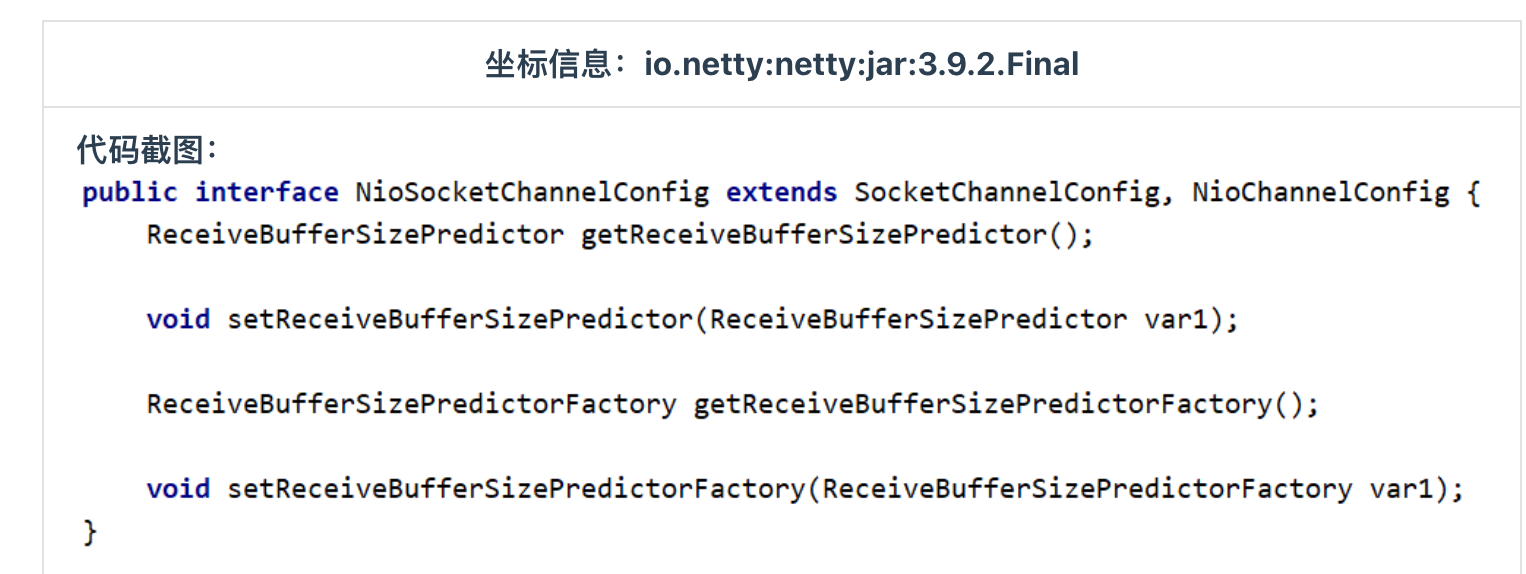 坐标信息：io.netty:netty:jar:3.9.2.Final
代码截图：
public interface NioSocketChannelConfig extends SocketChannelConfig, NioChannelConfig {
ReceiveBufferSizePredictor getReceiveBufferSizePredictor();
void setReceiveBufferSizePredictor(ReceiveBufferSizePredictor var1);
ReceiveBufferSizePredictorFactory getReceiveBufferSizePredictorFactory();
void setReceiveBufferSizePredictorFactory(ReceiveBufferSizePredictorFactory var1);
}